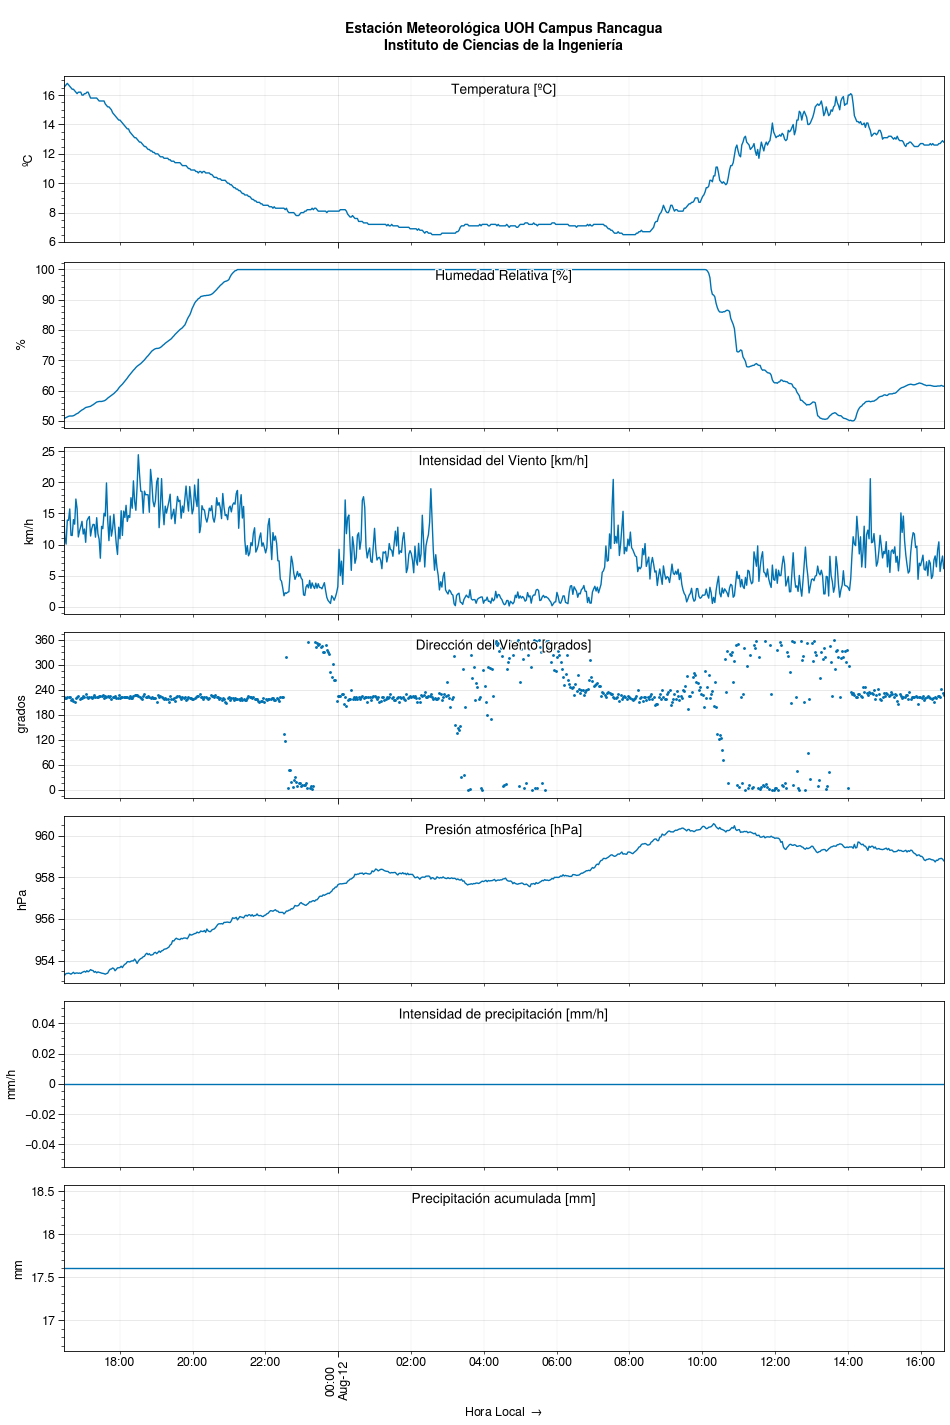 Estación Meteorológica UOH Campus Rancagua
Instituto de Ciencias de la Ingeniería
Temperatura [ºC]
ºC
16
14
12
10
8
6
Humedad Relativa [%]
%
100
90
80
70
60
50
Intensidad del Viento [km/h]
km/h
25
20
15
10
5
0
Dirección del Viento [grados]
grados
360
300
240
180
120
60
0
Presión atmosférica [hPa]
hPa
960
958
956
954
Intensidad de precipitación [mm/h]
mm/h
0.04
0.02
0
−0.02
−0.04
Precipitación acumulada [mm]
mm
18.5
18
17.5
17
18:00 20:00 22:00 00:00 02:00 04:00 06:00 08:00 10:00 12:00 14:00 16:00
Aug-12
Hora Local →